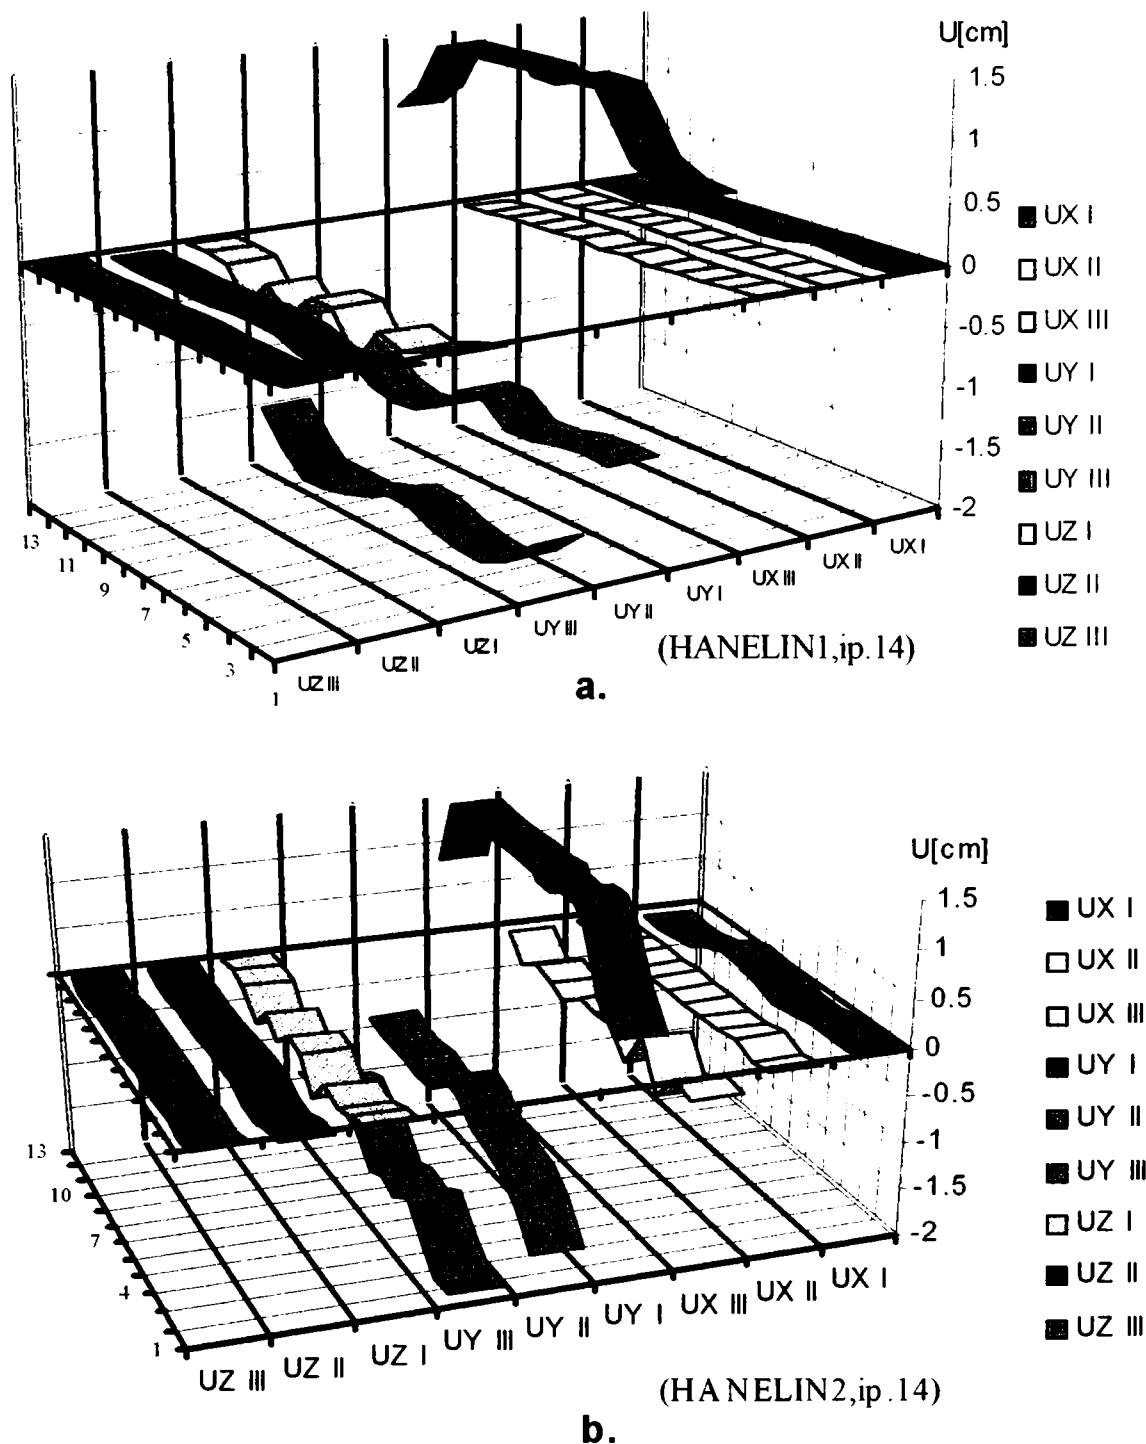 U[cm]
1.5
1
0.5
0
-0.5
-1
-1.5
-2
UX I
UX II
UX III
UY I
UY II
UY III
UZ I
UZ II
UZ III
13
11
9
7
5
3
1
UZ III
UZ II
UZ I
UY III
UY II
UY I
UX III
UX II
UX I
(HANELIN1,ip.14)
a.
U[cm]
1.5
1
0.5
0
-0.5
-1
-1.5
-2
UX I
UX II
UX III
UY I
UY II
UY III
UZ I
UZ II
UZ III
13
10
7
4
1
UZ III
UZ II
UZ I
UY III
UY II
UY I
UX III
UX II
UX I
(HANELIN2,ip.14)
b.